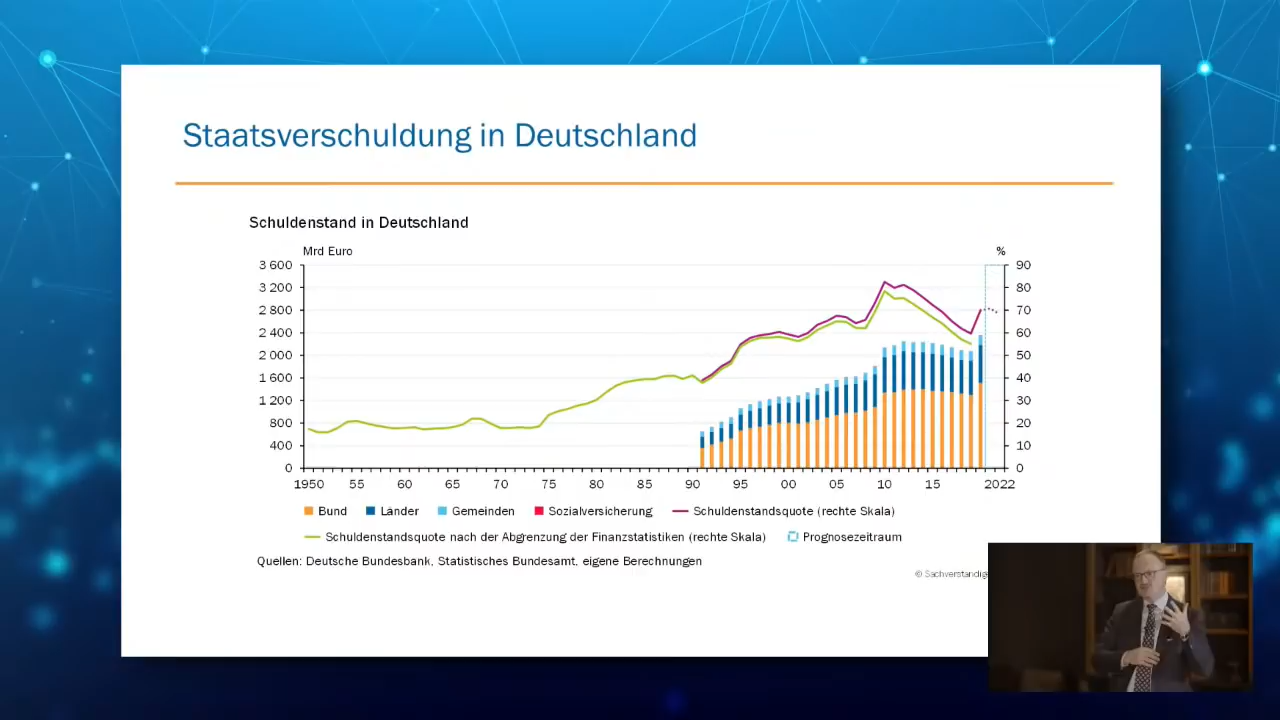 Staatsverschuldung in Deutschland
Schuldenstand in Deutschland
Mrd Euro %
3 600 90
3 200 80
2 800 70
2 400 60
2 000 50
1 600 40
1 200 30
800 20
400 10
0 0
1950 55 60 65 70 75 80 85 90 95 00 05 10 15 2022
Bund Länder Gemeinden Sozialversicherung Schuldenstandsquote (rechte Skala)
Schuldenstandsquote nach der Abgrenzung der Finanzstatistiken (rechte Skala) Prognosezeitraum
Quellen: Deutsche Bundesbank, Statistisches Bundesamt, eigene Berechnungen
© Sachverständige